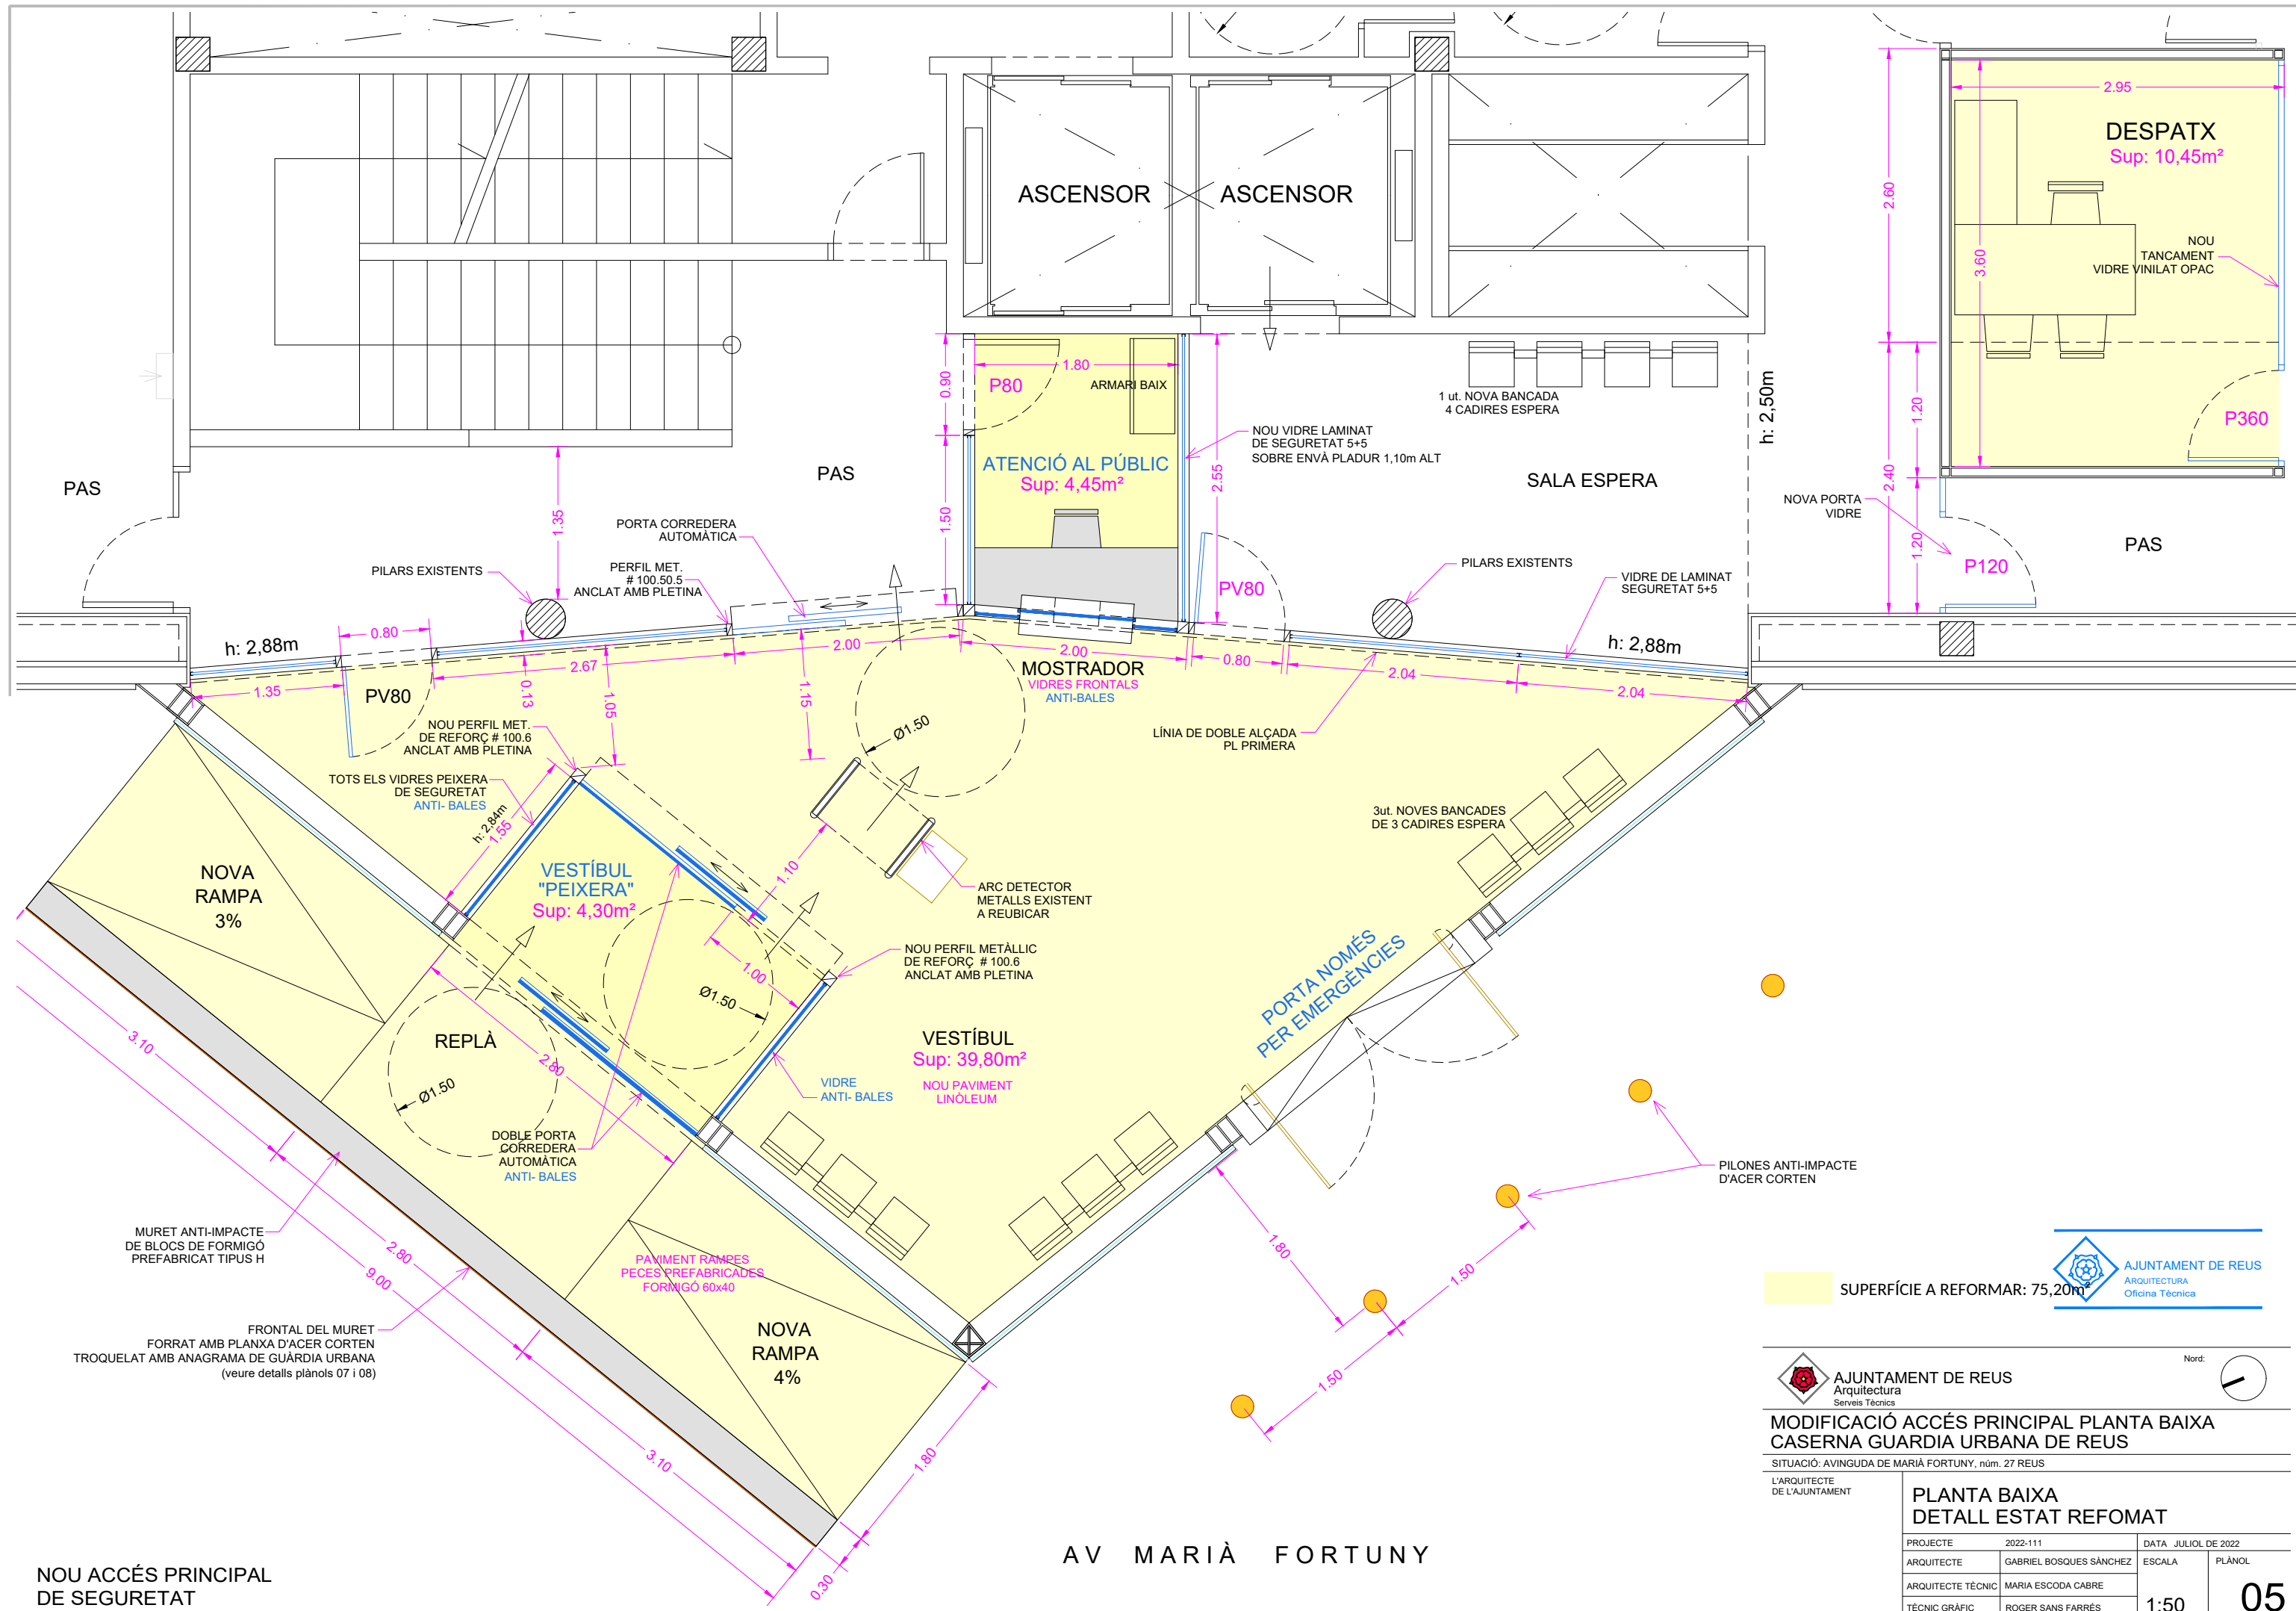 ASCENSOR
ASCENSOR
2.95
DESPATX
Sup: 10,45m²
2.60
3.60
NOU
TANCAMENT
VIDRE VINILAT OPAC
0.90
P80
1.80
ARMARI BAIX
1 ut. NOVA BANCADA
4 CADIRES ESPERA
h: 2,50m
1.20
P360
NOU VIDRE LAMINAT
DE SEGURETAT 5+5
SOBRE ENVÀ PLADUR 1,10m ALT
ATENCIÓ AL PÚBLIC
Sup: 4,45m²
PAS
PAS
SALA ESPERA
2.55
2.40
1.50
1.35
NOVA PORTA
VIDRE
PAS
1.20
P120
PORTA CORREDERA
AUTOMÀTICA
PILARS EXISTENTS
PERFIL MET.
# 100.50.5
ANCLAT AMB PLETINA
PILARS EXISTENTS
VIDRE DE LAMINAT
SEGURETAT 5+5
PV80
h: 2,88m
0.80
2.67
2.00
2.00
0.80
2.04
2.04
h: 2,88m
1.35
PV80
0.13
1.05
1.15
MOSTRADOR
VIDRES FRONTALS
ANTI-BALES
LÍNIA DE DOBLE ALÇADA
PL PRIMERA
NOU PERFIL MET.
DE REFORÇ # 100.6
ANCLAT AMB PLETINA
Ø1.50
TOTS ELS VIDRES PEIXERA
DE SEGURETAT
ANTI- BALES
h: 2,84m
1.55
3ut. NOVES BANCADES
DE 3 CADIRES ESPERA
NOVA
RAMPA
3%
VESTÍBUL
"PEIXERA"
Sup: 4,30m²
1.10
ARC DETECTOR
METALLS EXISTENT
A REUBICAR
NOU PERFIL METÀL·LIC
DE REFORÇ # 100.6
ANCLAT AMB PLETINA
1.00
Ø1.50
PORTA NOMÉS
PER EMERGÈNCIES
3.10
REPLÀ
Ø1.50
2.80
VESTÍBUL
Sup: 39,80m²
NOU PAVIMENT
LINÒLEUM
VIDRE
ANTI- BALES
DOBLE PORTA
CORREDERA
AUTOMÀTICA
ANTI- BALES
PILONES ANTI-IMPACTE
D'ACER CORTEN
MURET ANTI-IMPACTE
DE BLOCS DE FORMIGÓ
PREFABRICAT TIPUS H
2.80
9.00
PAVIMENT RAMPES
PECES PREFABRICADES
FORMIGÓ 60x40
1.80
1.50
1.50
FRONTAL DEL MURET
FORRAT AMB PLANXA D'ACER CORTEN
TROQUELAT AMB ANAGRAMA DE GUÀRDIA URBANA
(veure detalls plànols 07 i 08)
NOVA
RAMPA
4%
3.10
1.80
0.30
SUPERFÍCIE A REFORMAR: 75,20m²
AJUNTAMENT DE REUS
ARQUITECTURA
Oficina Tècnica
AJUNTAMENT DE REUS
Arquitectura
Serveis Tècnics
Nord:
MODIFICACIÓ ACCÉS PRINCIPAL PLANTA BAIXA
CASERNA GUARDIA URBANA DE REUS
SITUACIÓ: AVINGUDA DE MARIÀ FORTUNY, núm. 27 REUS
L'ARQUITECTE
DE L'AJUNTAMENT
PLANTA BAIXA
DETALL ESTAT REFOMAT
PROJECTE 2022-111 DATA JULIOL DE 2022
ARQUITECTE GABRIEL BOSQUES SÁNCHEZ ESCALA PLÀNOL
ARQUITECTE TÈCNIC MARIA ESCODA CABRE
TÈCNIC GRÀFIC ROGER SANS FARRÉS 1:50 05
AV MARIÀ FORTUNY
NOU ACCÉS PRINCIPAL
DE SEGURETAT